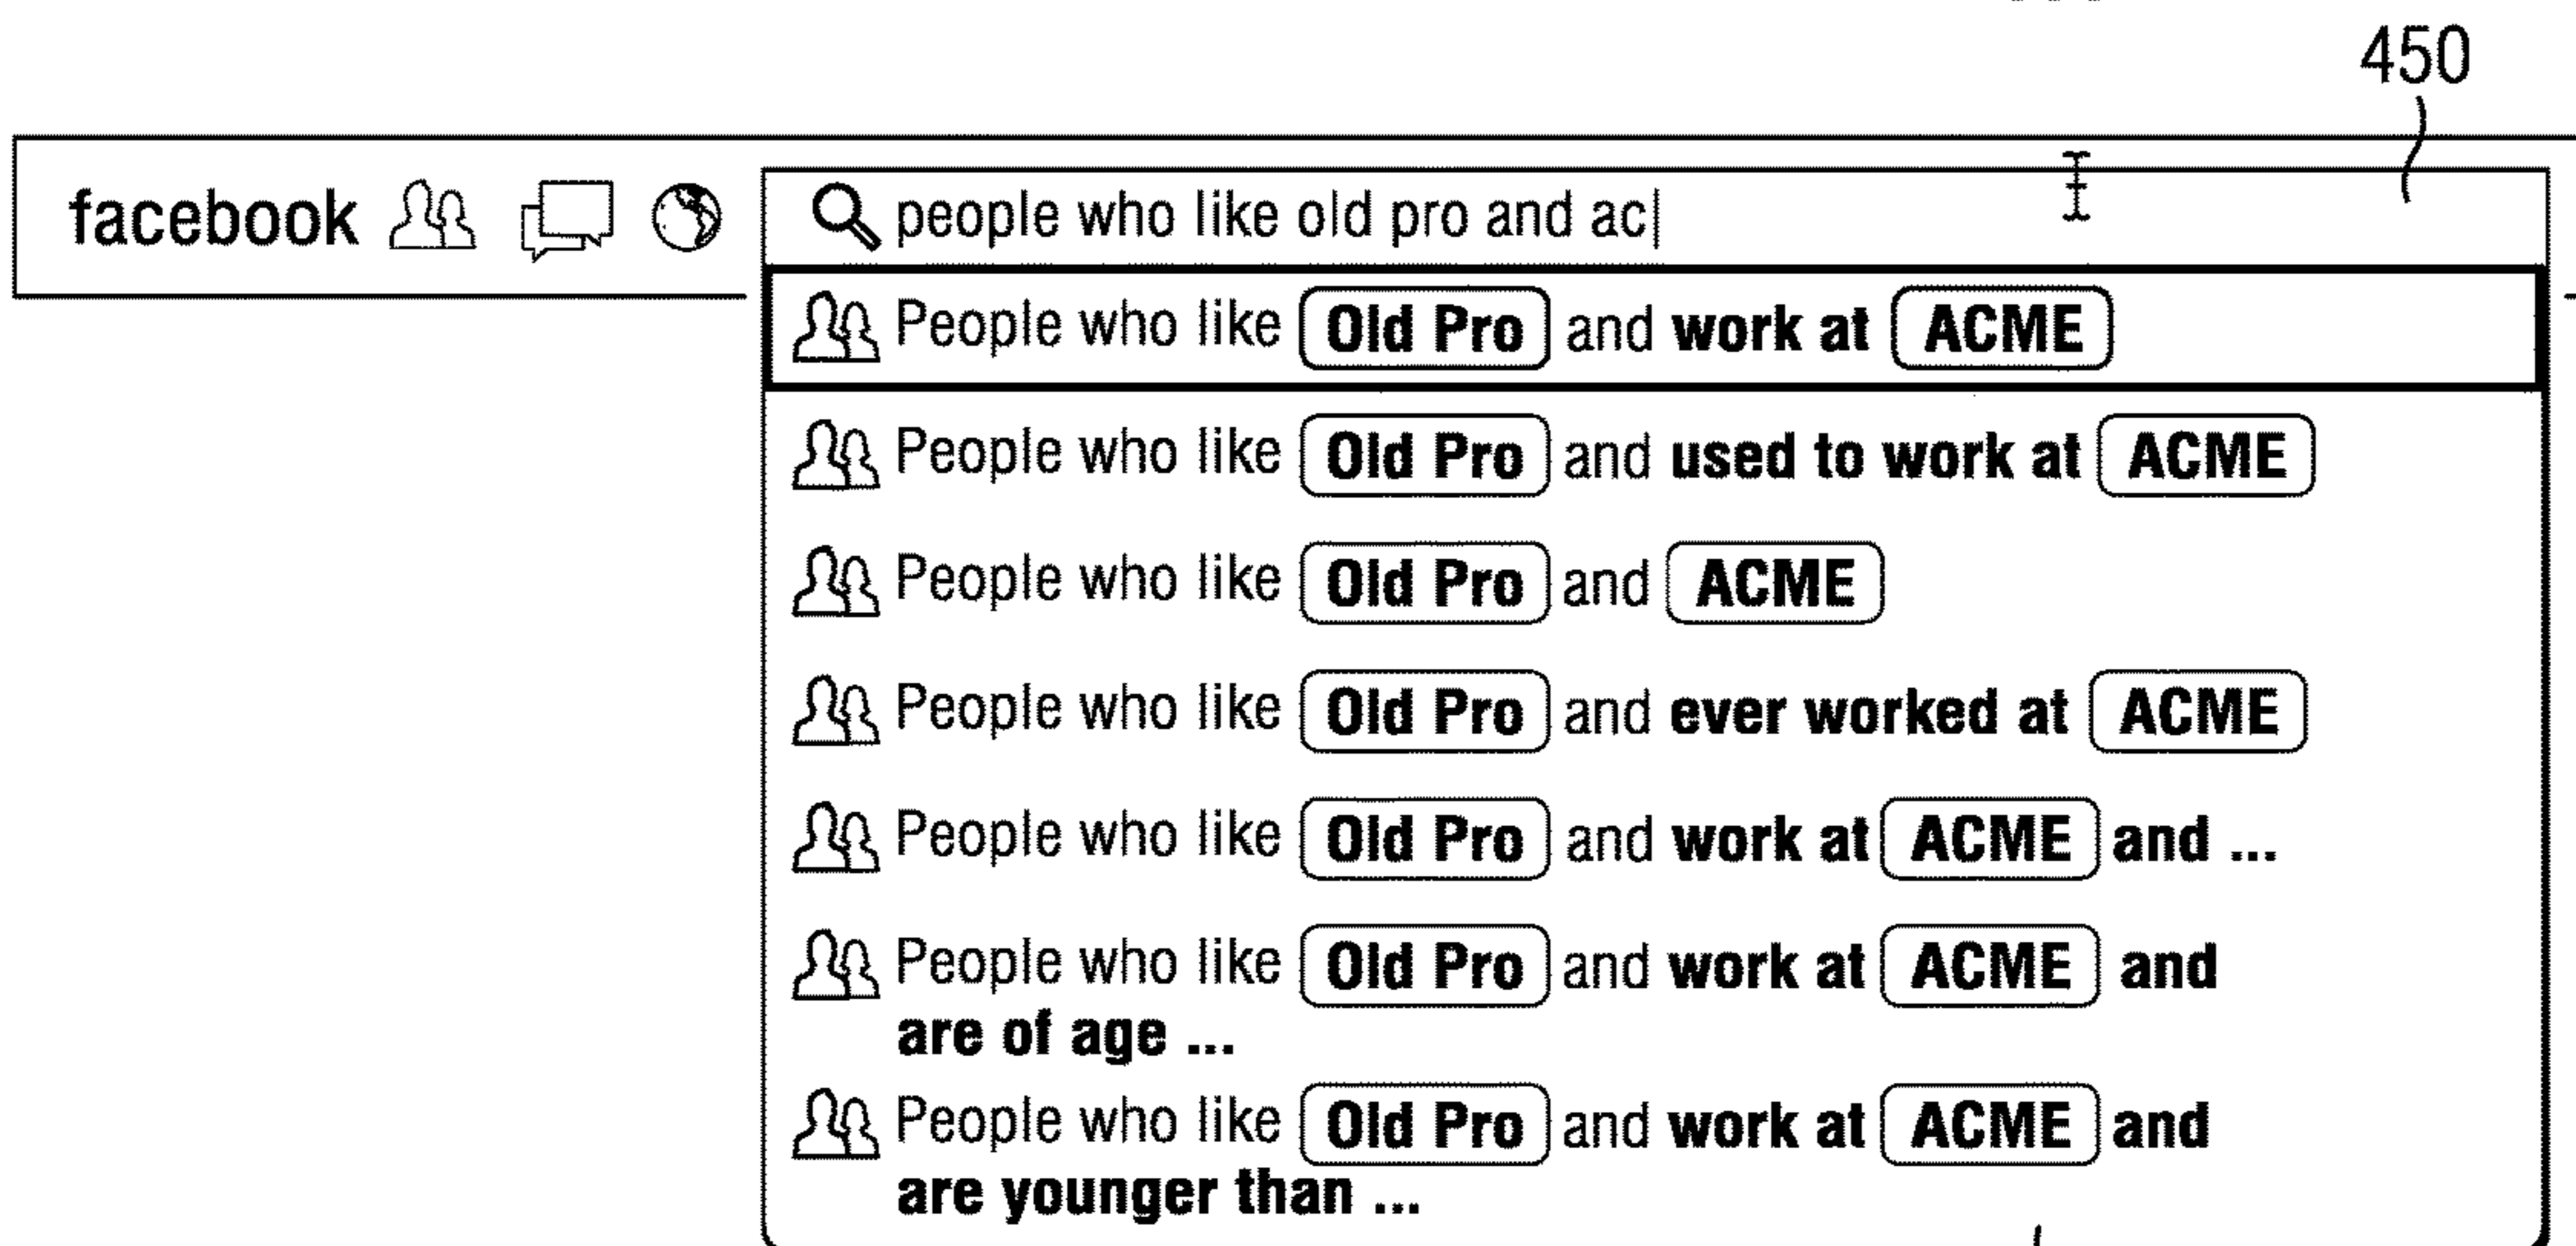 450
facebook people who like old pro and ac
People who like Old Pro and work at ACME
People who like Old Pro and used to work at ACME
People who like Old Pro and ACME
People who like Old Pro and ever worked at ACME
People who like Old Pro and work at ACME and ...
People who like Old Pro and work at ACME and
are of age ...
People who like Old Pro and work at ACME and
are younger than ...